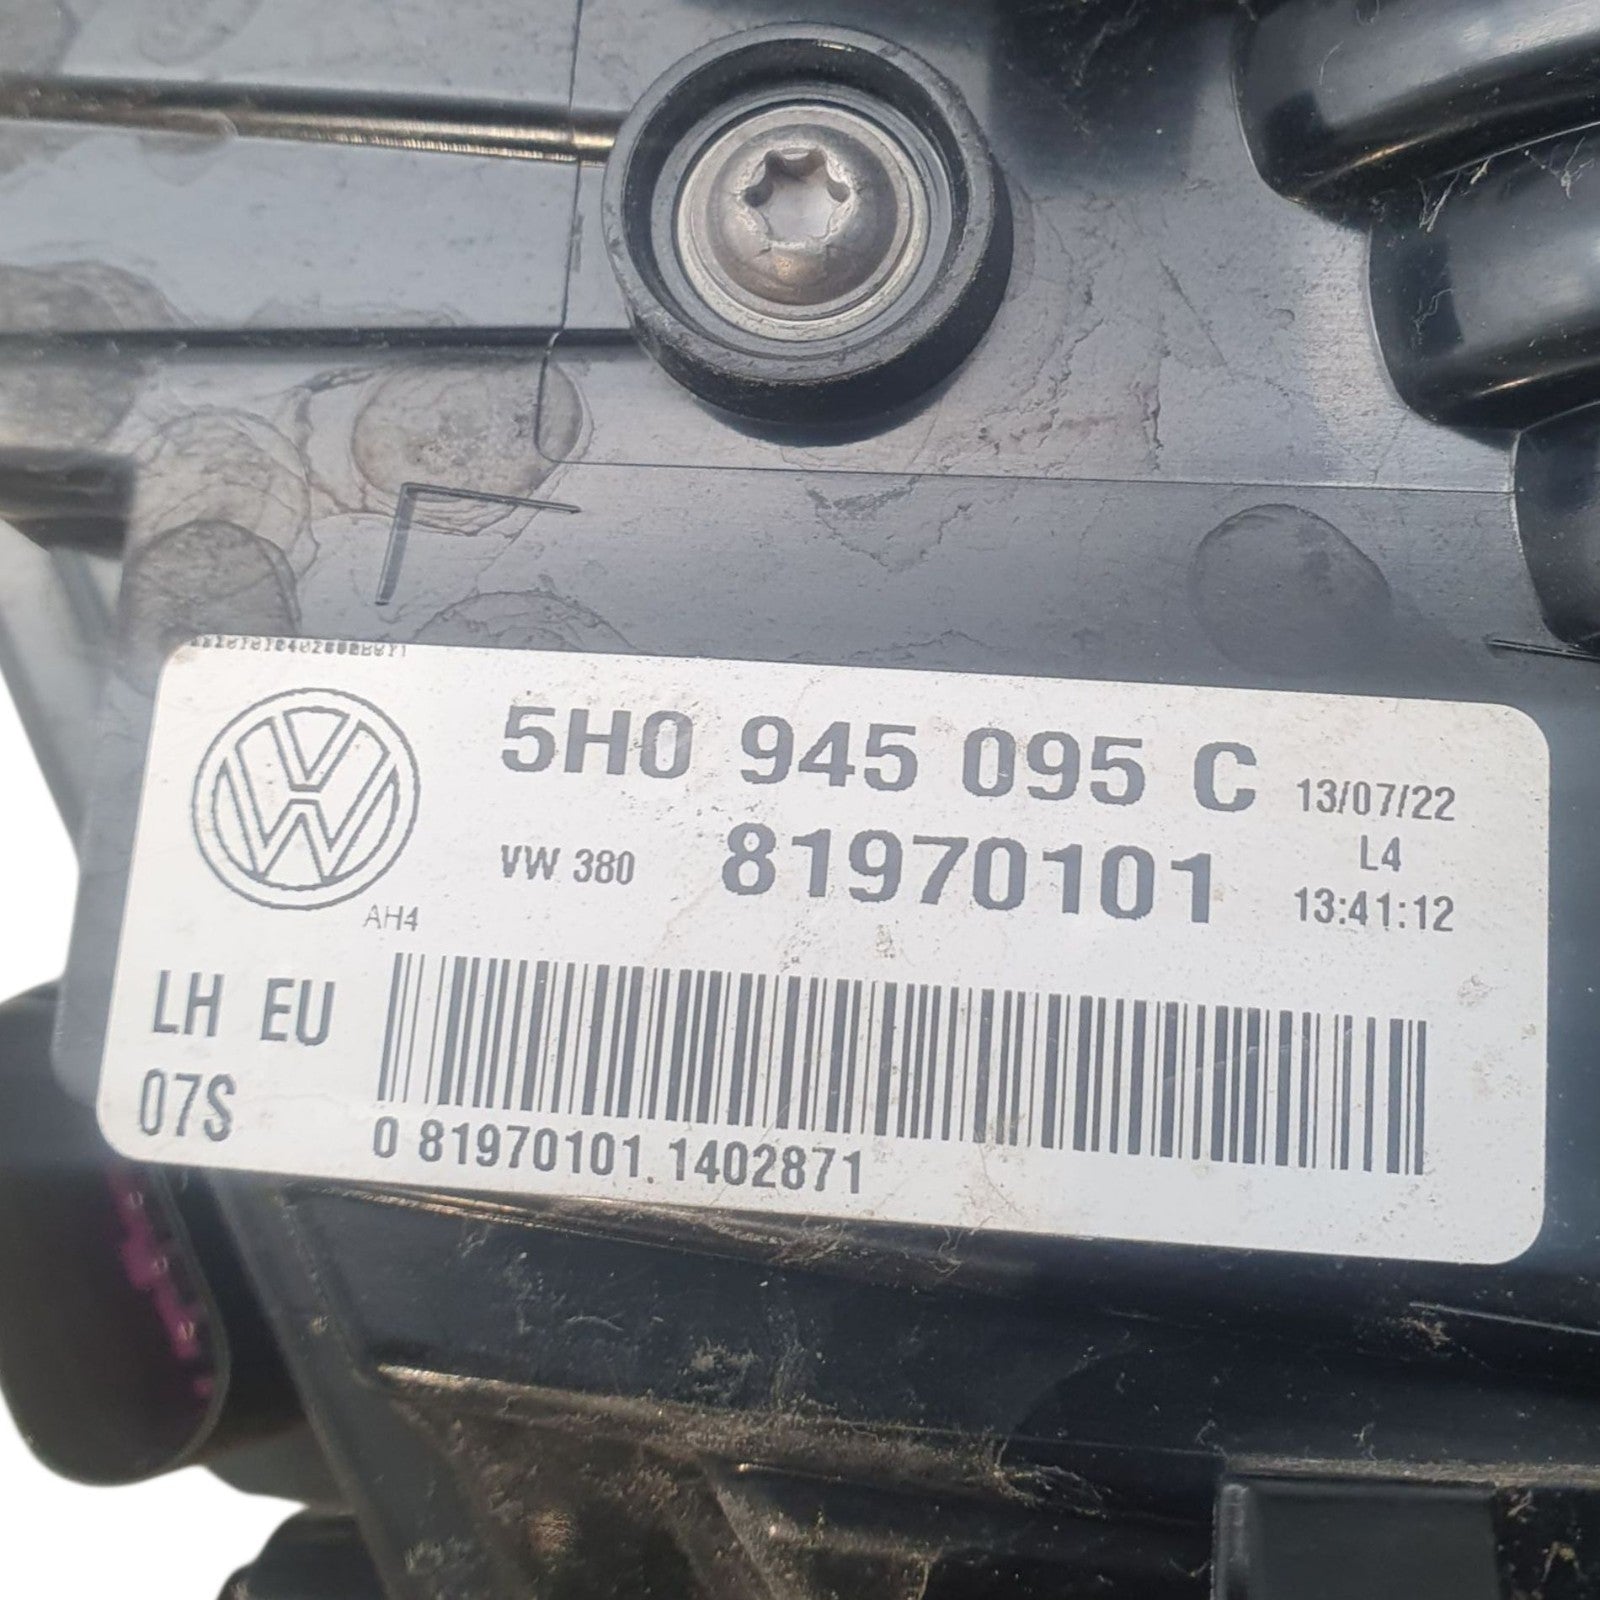 5H0 945 095 C 13/07/22
VW 380 81970101 L4
13:41:12
AH4
LH EU
07S
0 81970101 1402871